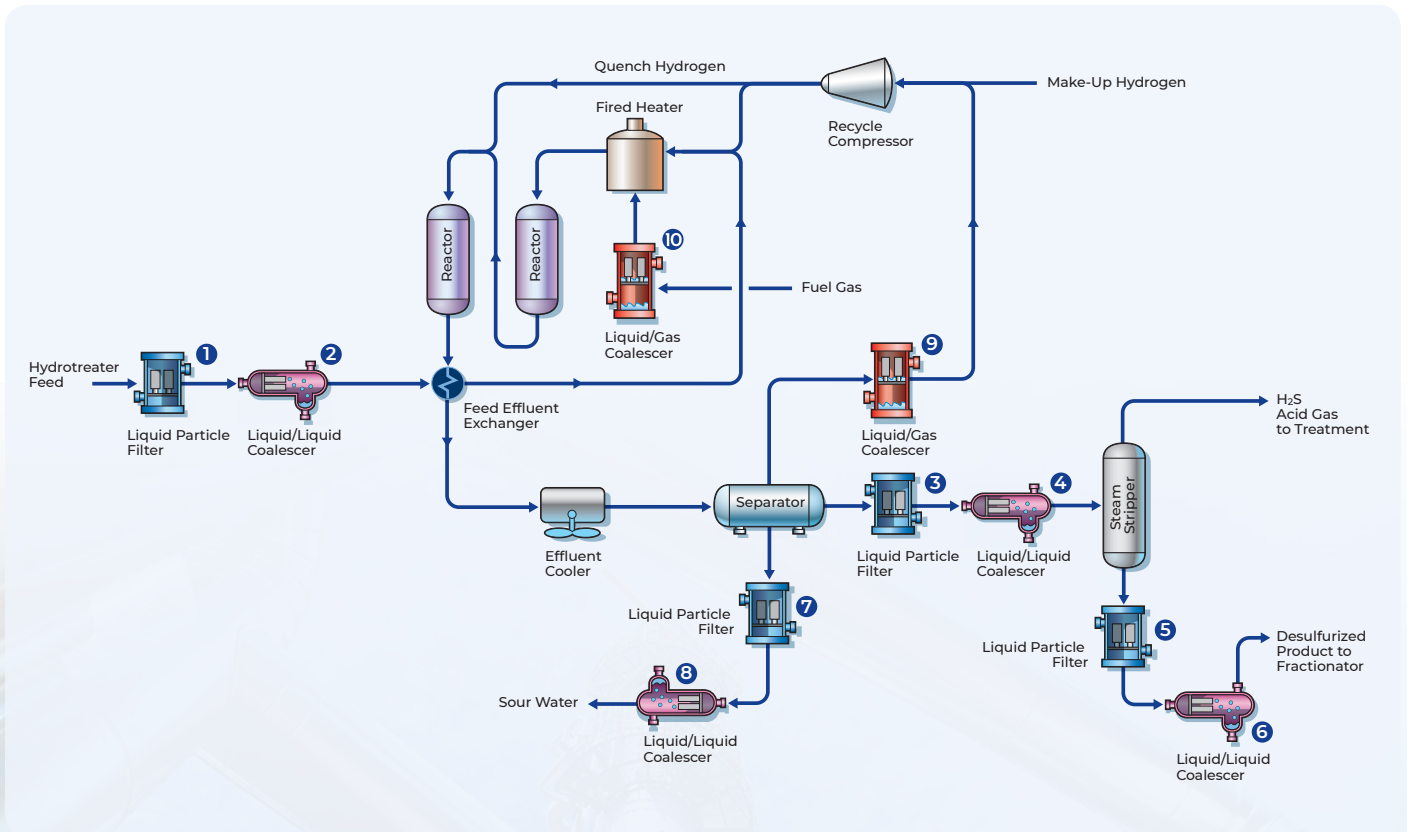 Quench Hydrogen
Make-Up Hydrogen
Fired Heater
Recycle
Compressor
Reactor
Reactor
10
Fuel Gas
Liquid/Gas
Coalescer
Hydrotreater
Feed
1
2
Liquid Particle
Filter
Liquid/Liquid
Coalescer
Feed Effluent
Exchanger
9
Liquid/Gas
Coalescer
H₂S
Acid Gas
to Treatment
Effluent
Cooler
Separator
3
Liquid Particle
Filter
4
Liquid/Liquid
Coalescer
Steam
Stripper
Liquid Particle
Filter
7
8
Sour Water
Liquid/Liquid
Coalescer
Liquid Particle
Filter
5
Desulfurized
Product to
Fractionator
6
Liquid/Liquid
Coalescer